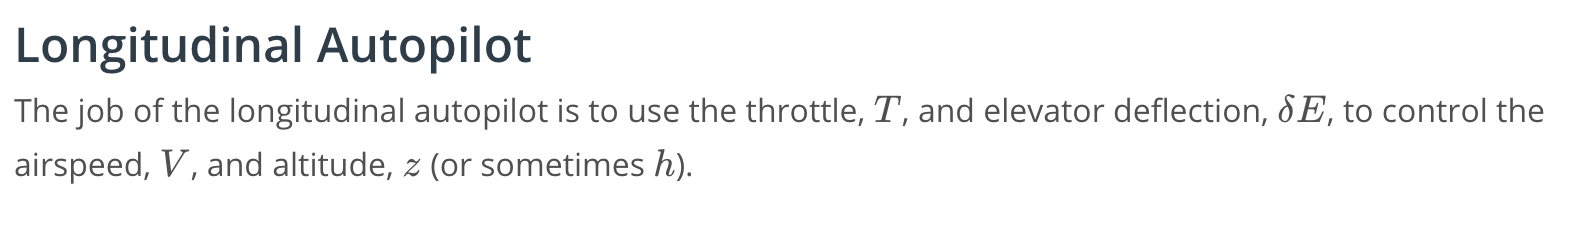 Longitudinal Autopilot
The job of the longitudinal autopilot is to use the throttle, T, and elevator deflection, δE, to control the
airspeed, V, and altitude, z (or sometimes h).